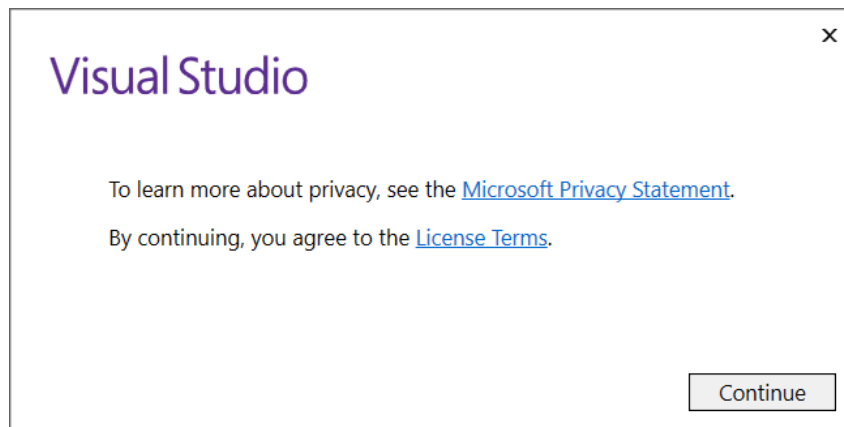 Visual Studio
To learn more about privacy, see the Microsoft Privacy Statement.
By continuing, you agree to the License Terms.
Continue